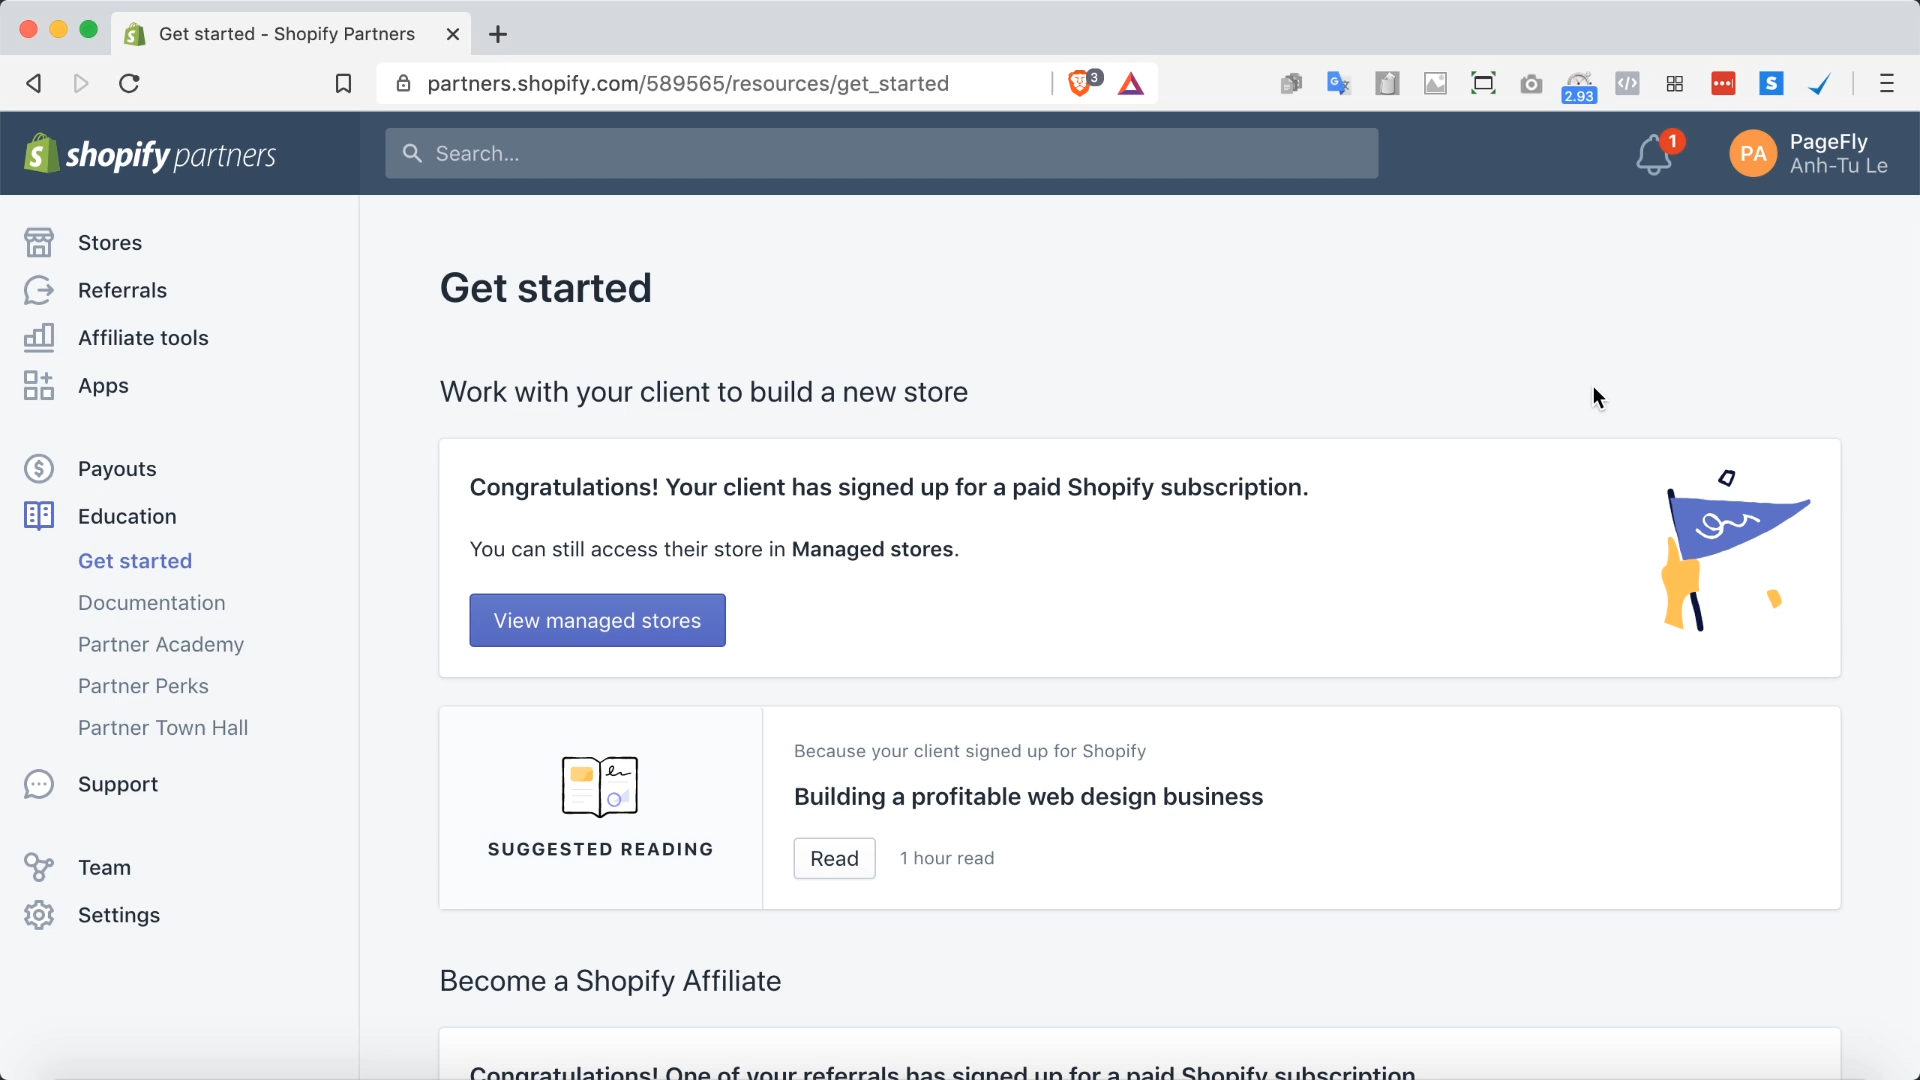 Get started - Shopify Partners
partners.shopify.com/589565/resources/get_started
3
2.93
shopify partners
Search...
1
PA
PageFly
Anh-Tu Le
Stores
Referrals
Affiliate tools
Apps
Payouts
Education
Get started
Documentation
Partner Academy
Partner Perks
Partner Town Hall
Support
Team
Settings
Get started
Work with your client to build a new store
Congratulations! Your client has signed up for a paid Shopify subscription.
You can still access their store in Managed stores.
View managed stores
SUGGESTED READING
Because your client signed up for Shopify
Building a profitable web design business
Read
1 hour read
Become a Shopify Affiliate
Congratulations! One of your referrals has signed up for a paid Shopify subscription